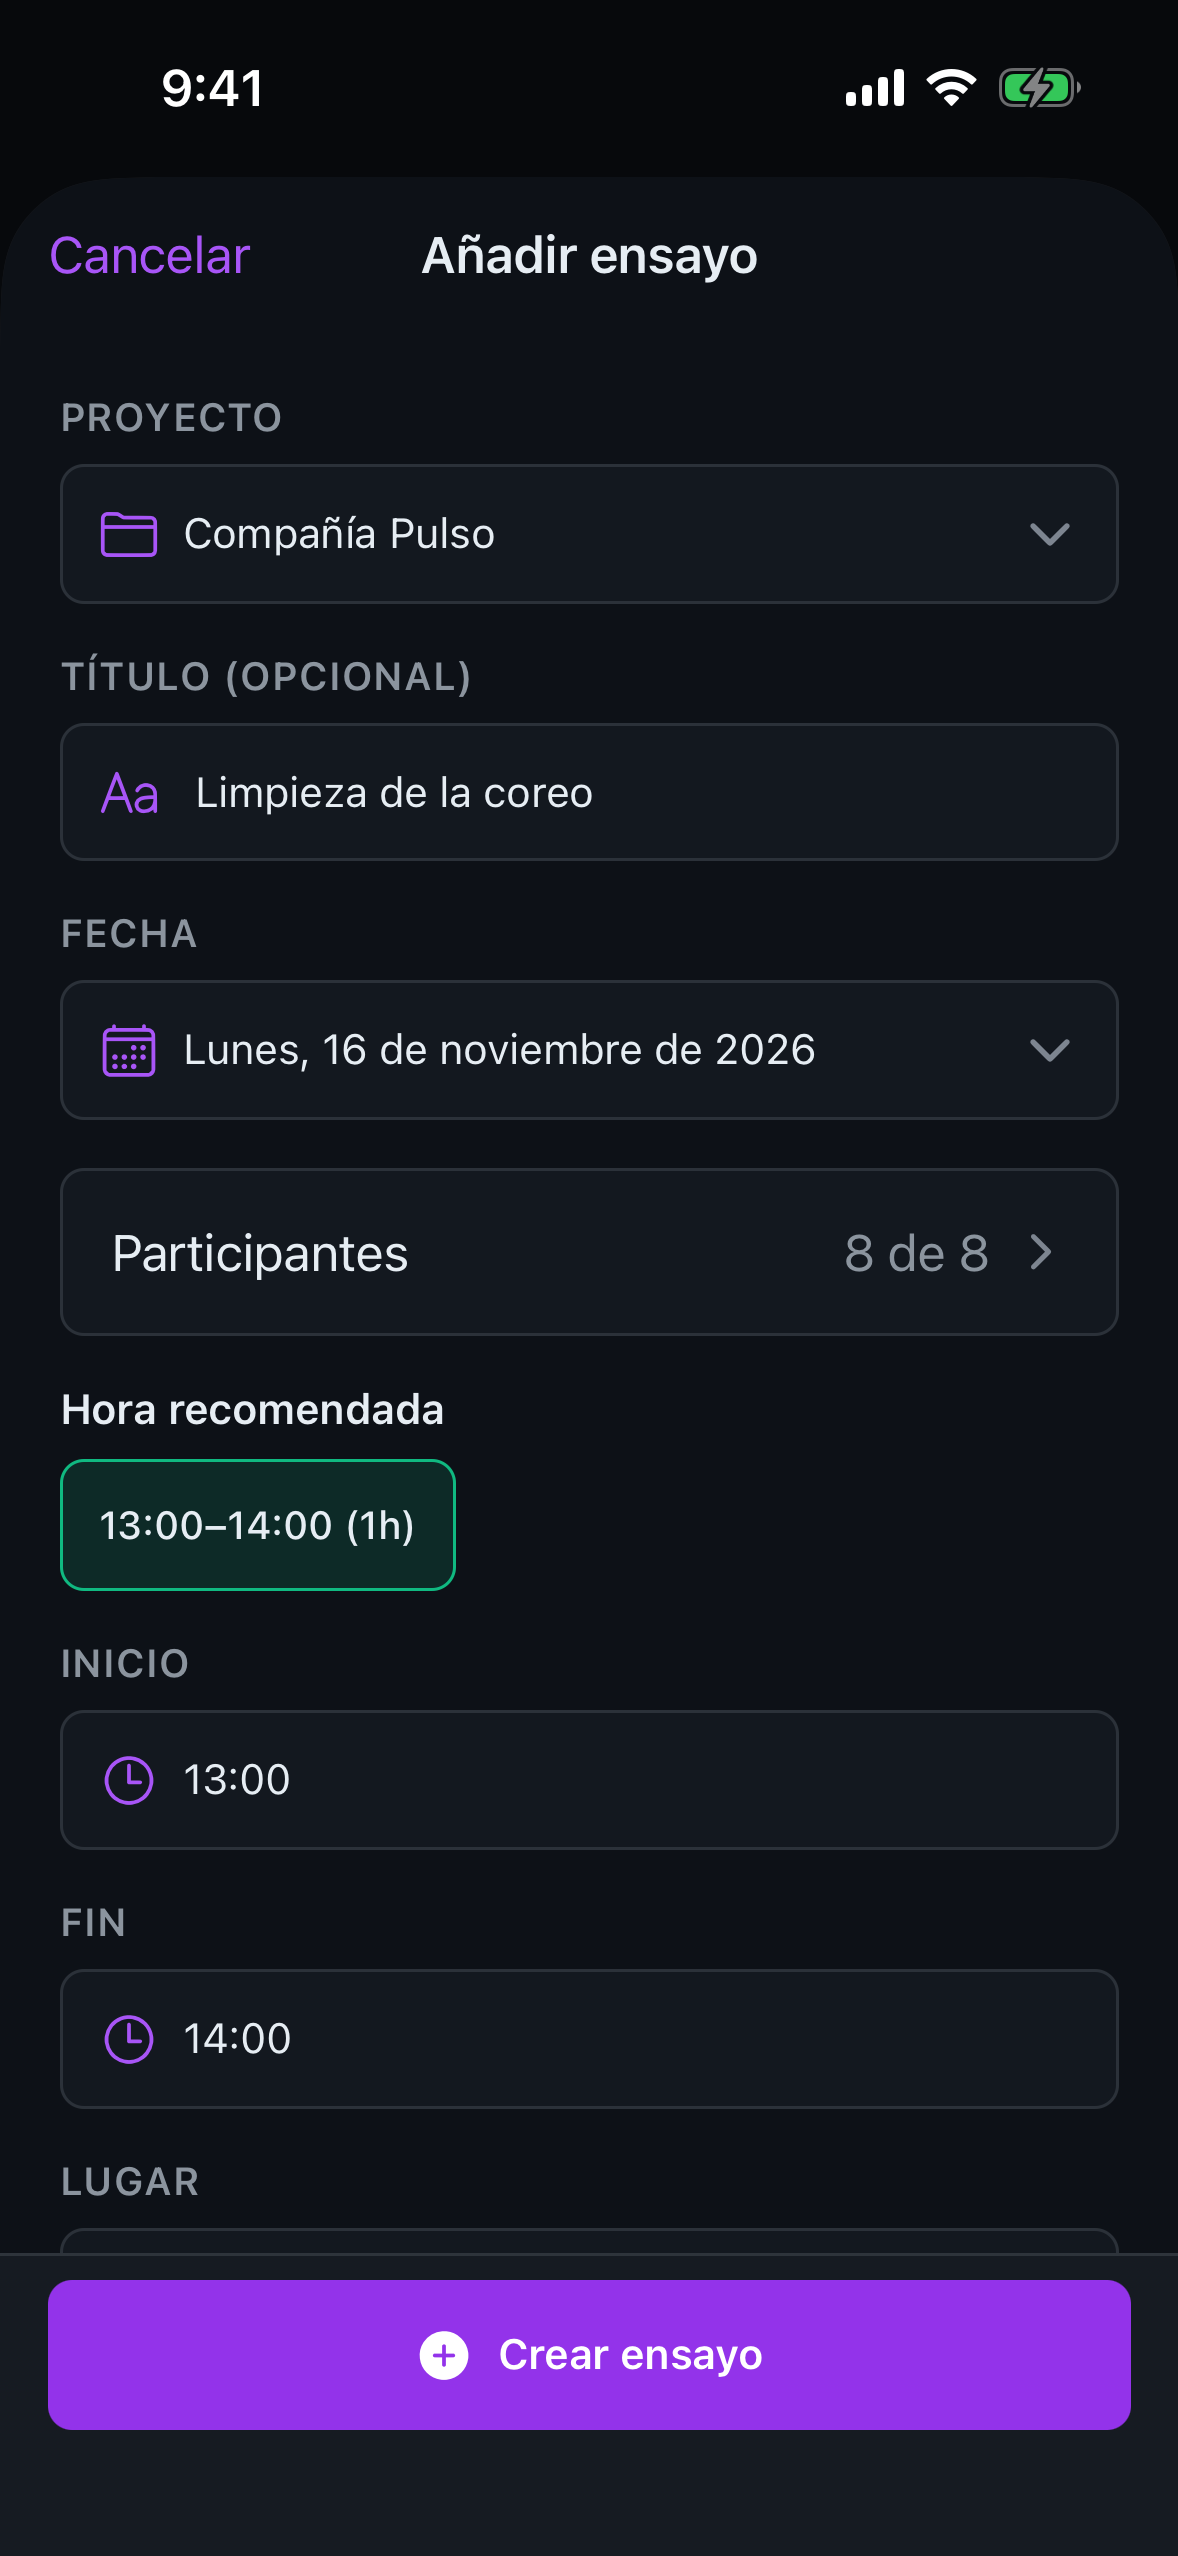 9:41
Cancelar
Añadir ensayo
PROYECTO
Compañía Pulso
TÍTULO (OPCIONAL)
Aa Limpieza de la coreo
FECHA
Lunes, 16 de noviembre de 2026
Participantes 8 de 8
Hora recomendada
13:00–14:00 (1h)
INICIO
13:00
FIN
14:00
LUGAR
Crear ensayo